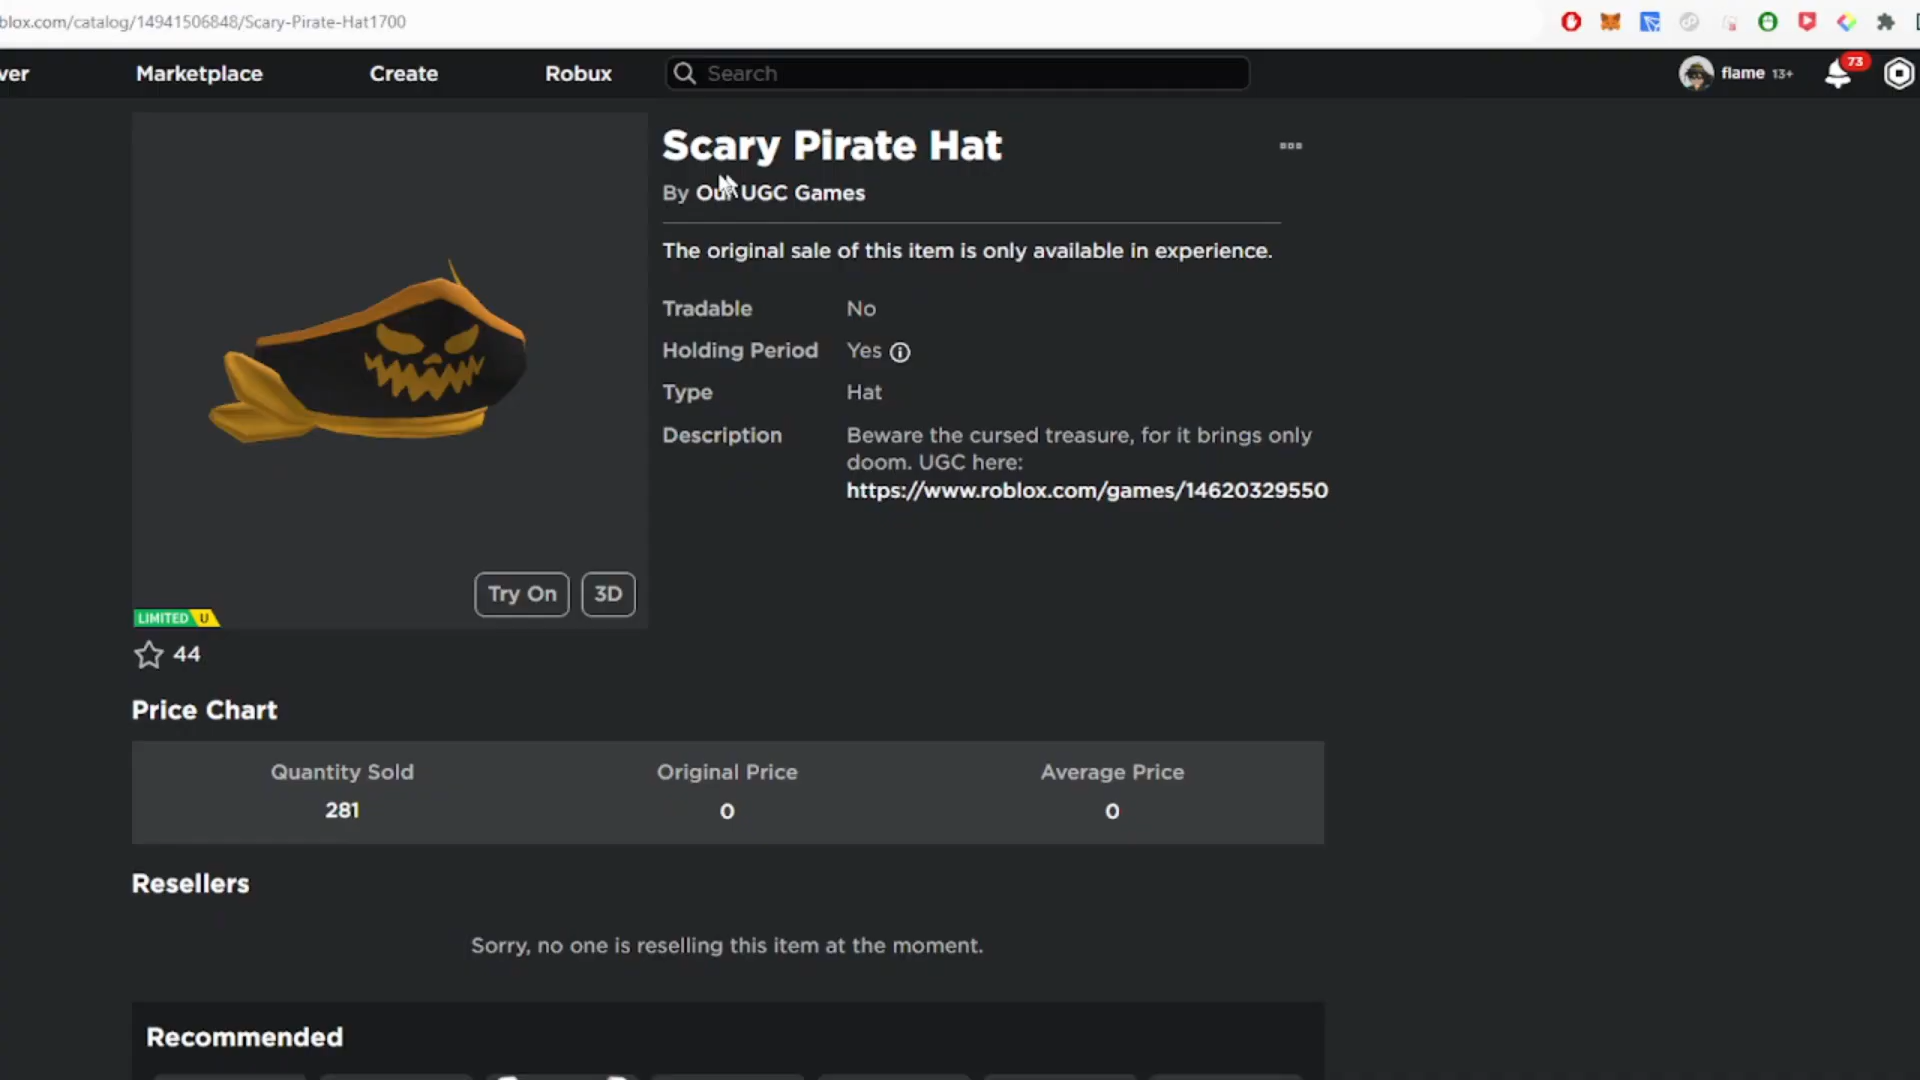 blox.com/catalog/14941506848/Scary-Pirate-Hat1700
ver
Marketplace
Create
Robux
Search
flame 13+
73
Scary Pirate Hat
By Our UGC Games
The original sale of this item is only available in experience.
Tradable No
Holding Period Yes
Type Hat
Description Beware the cursed treasure, for it brings only
doom. UGC here:
https://www.roblox.com/games/14620329550
Try On
3D
LIMITED U
44
Price Chart
Quantity Sold Original Price Average Price
281 0 0
Resellers
Sorry, no one is reselling this item at the moment.
Recommended